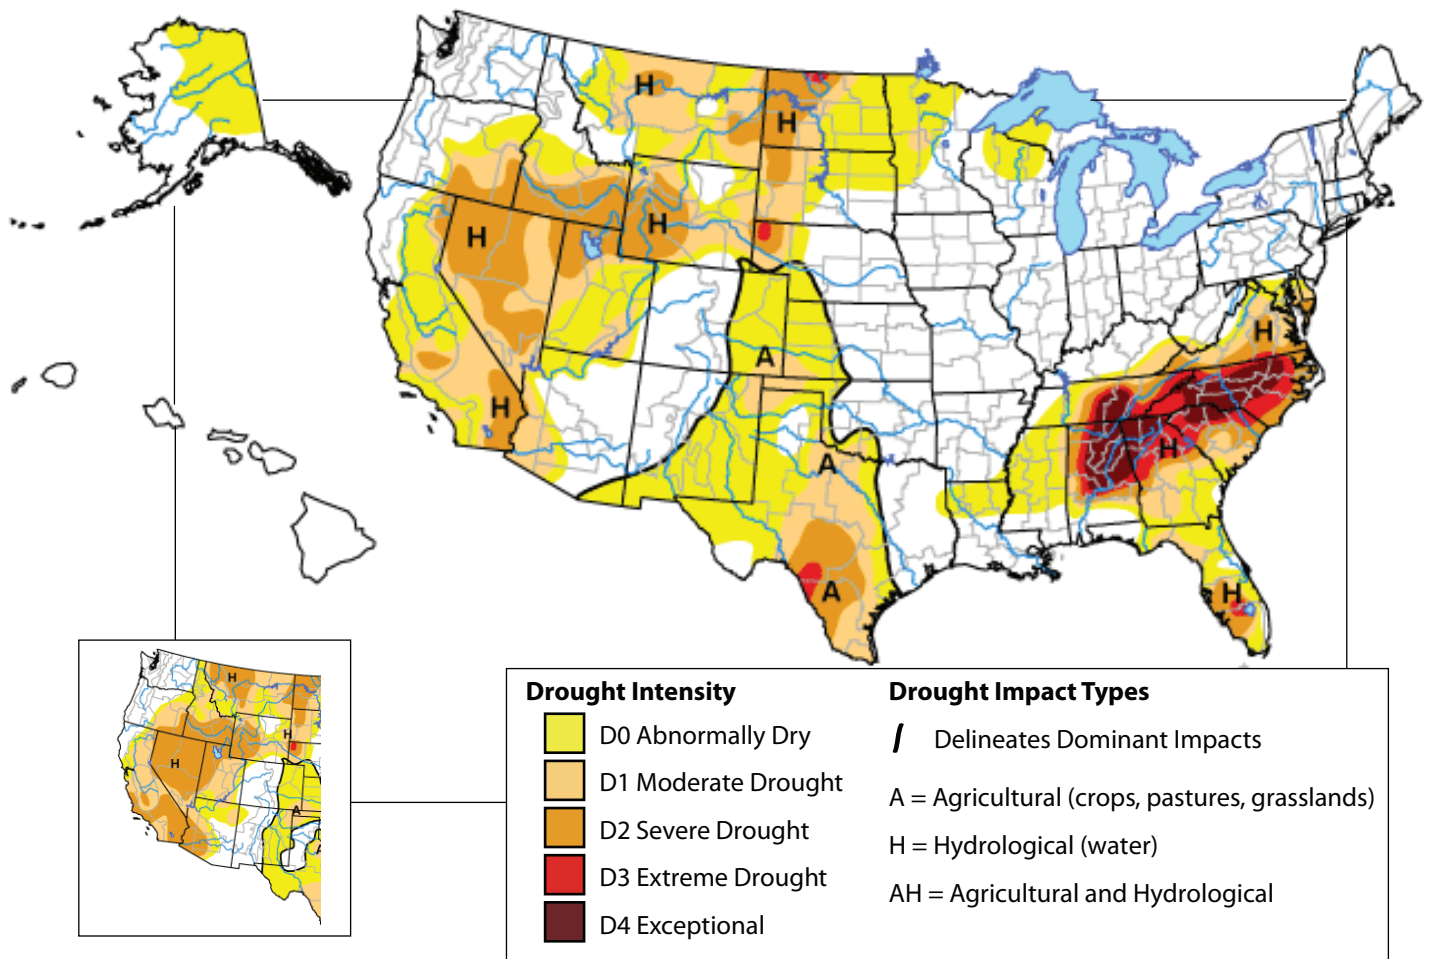 H
H
H
H
H
A
H
A
H
A
H
H
H
H
A
A
Drought Intensity
D0 Abnormally Dry
D1 Moderate Drought
D2 Severe Drought
D3 Extreme Drought
D4 Exceptional
Drought Impact Types
Delineates Dominant Impacts
A = Agricultural (crops, pastures, grasslands)
H = Hydrological (water)
AH = Agricultural and Hydrological